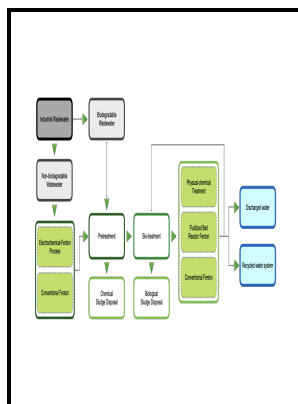 Industrial Wastewater
Biodegradable
Wastewater
Non-biodegradable
Wastewater
Physical-chemical
Treatment
Discharged water
Electrochemical-Fenton
Process
Pretreatment
Bio-treatment
Fluidized Bed
Reactor Fenton
Conventional Fenton
Chemical
Sludge Disposal
Biological
Sludge Disposal
Conventional Fenton
Recycled water system